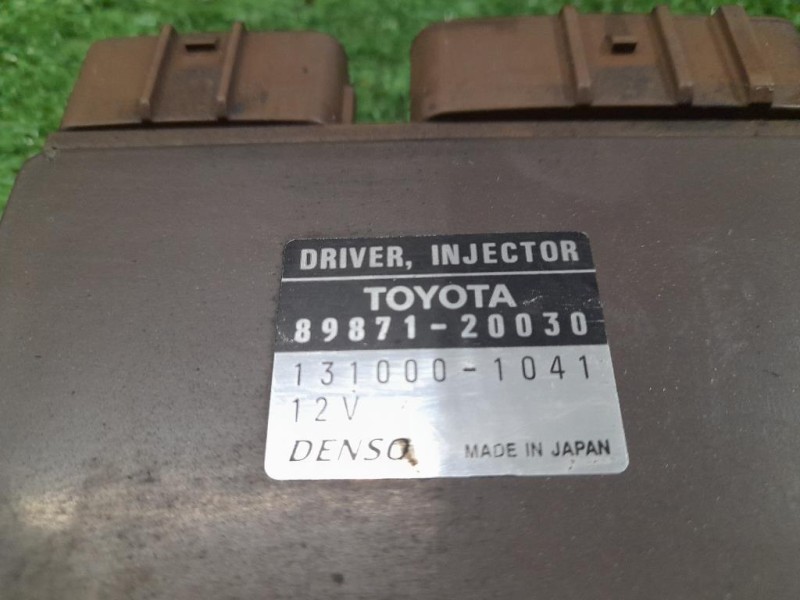 DRIVER, INJECTOR
TOYOTA
89871-20030
131000-1041
12V
DENSO MADE IN JAPAN